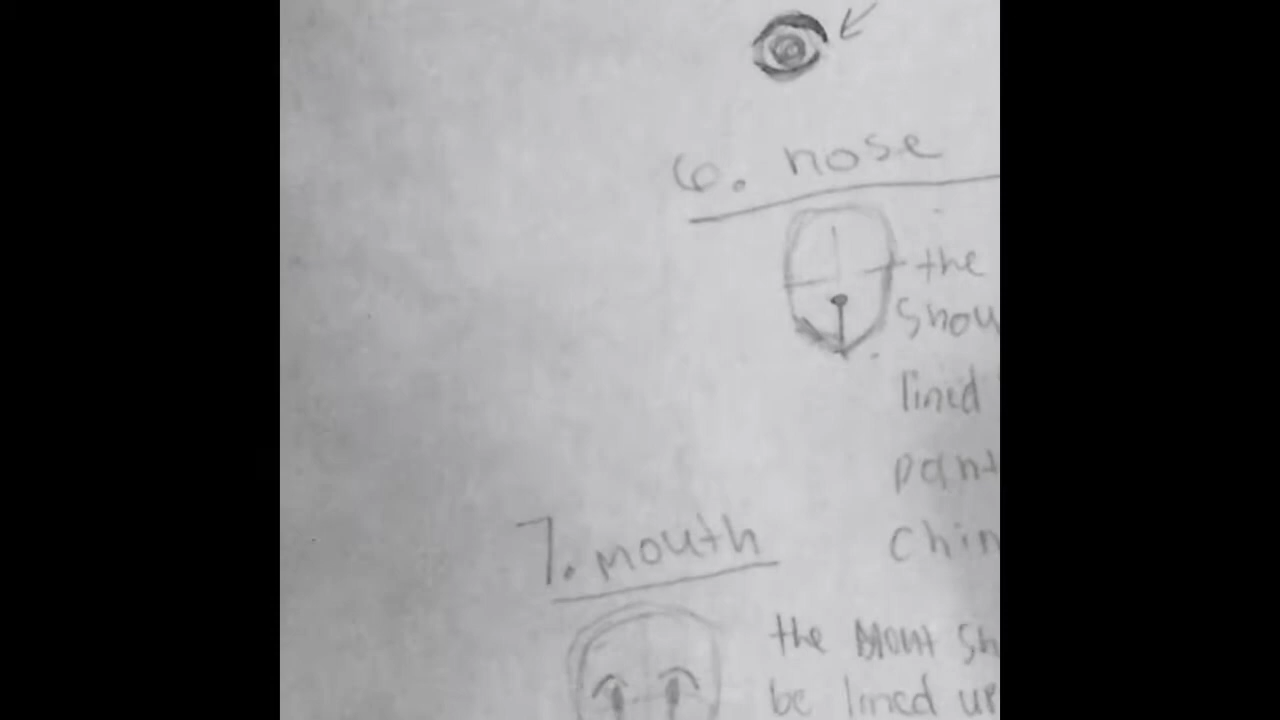 6. nose
the
Shou
lined
pant
chin
7. mouth
the mout sh
be lined up